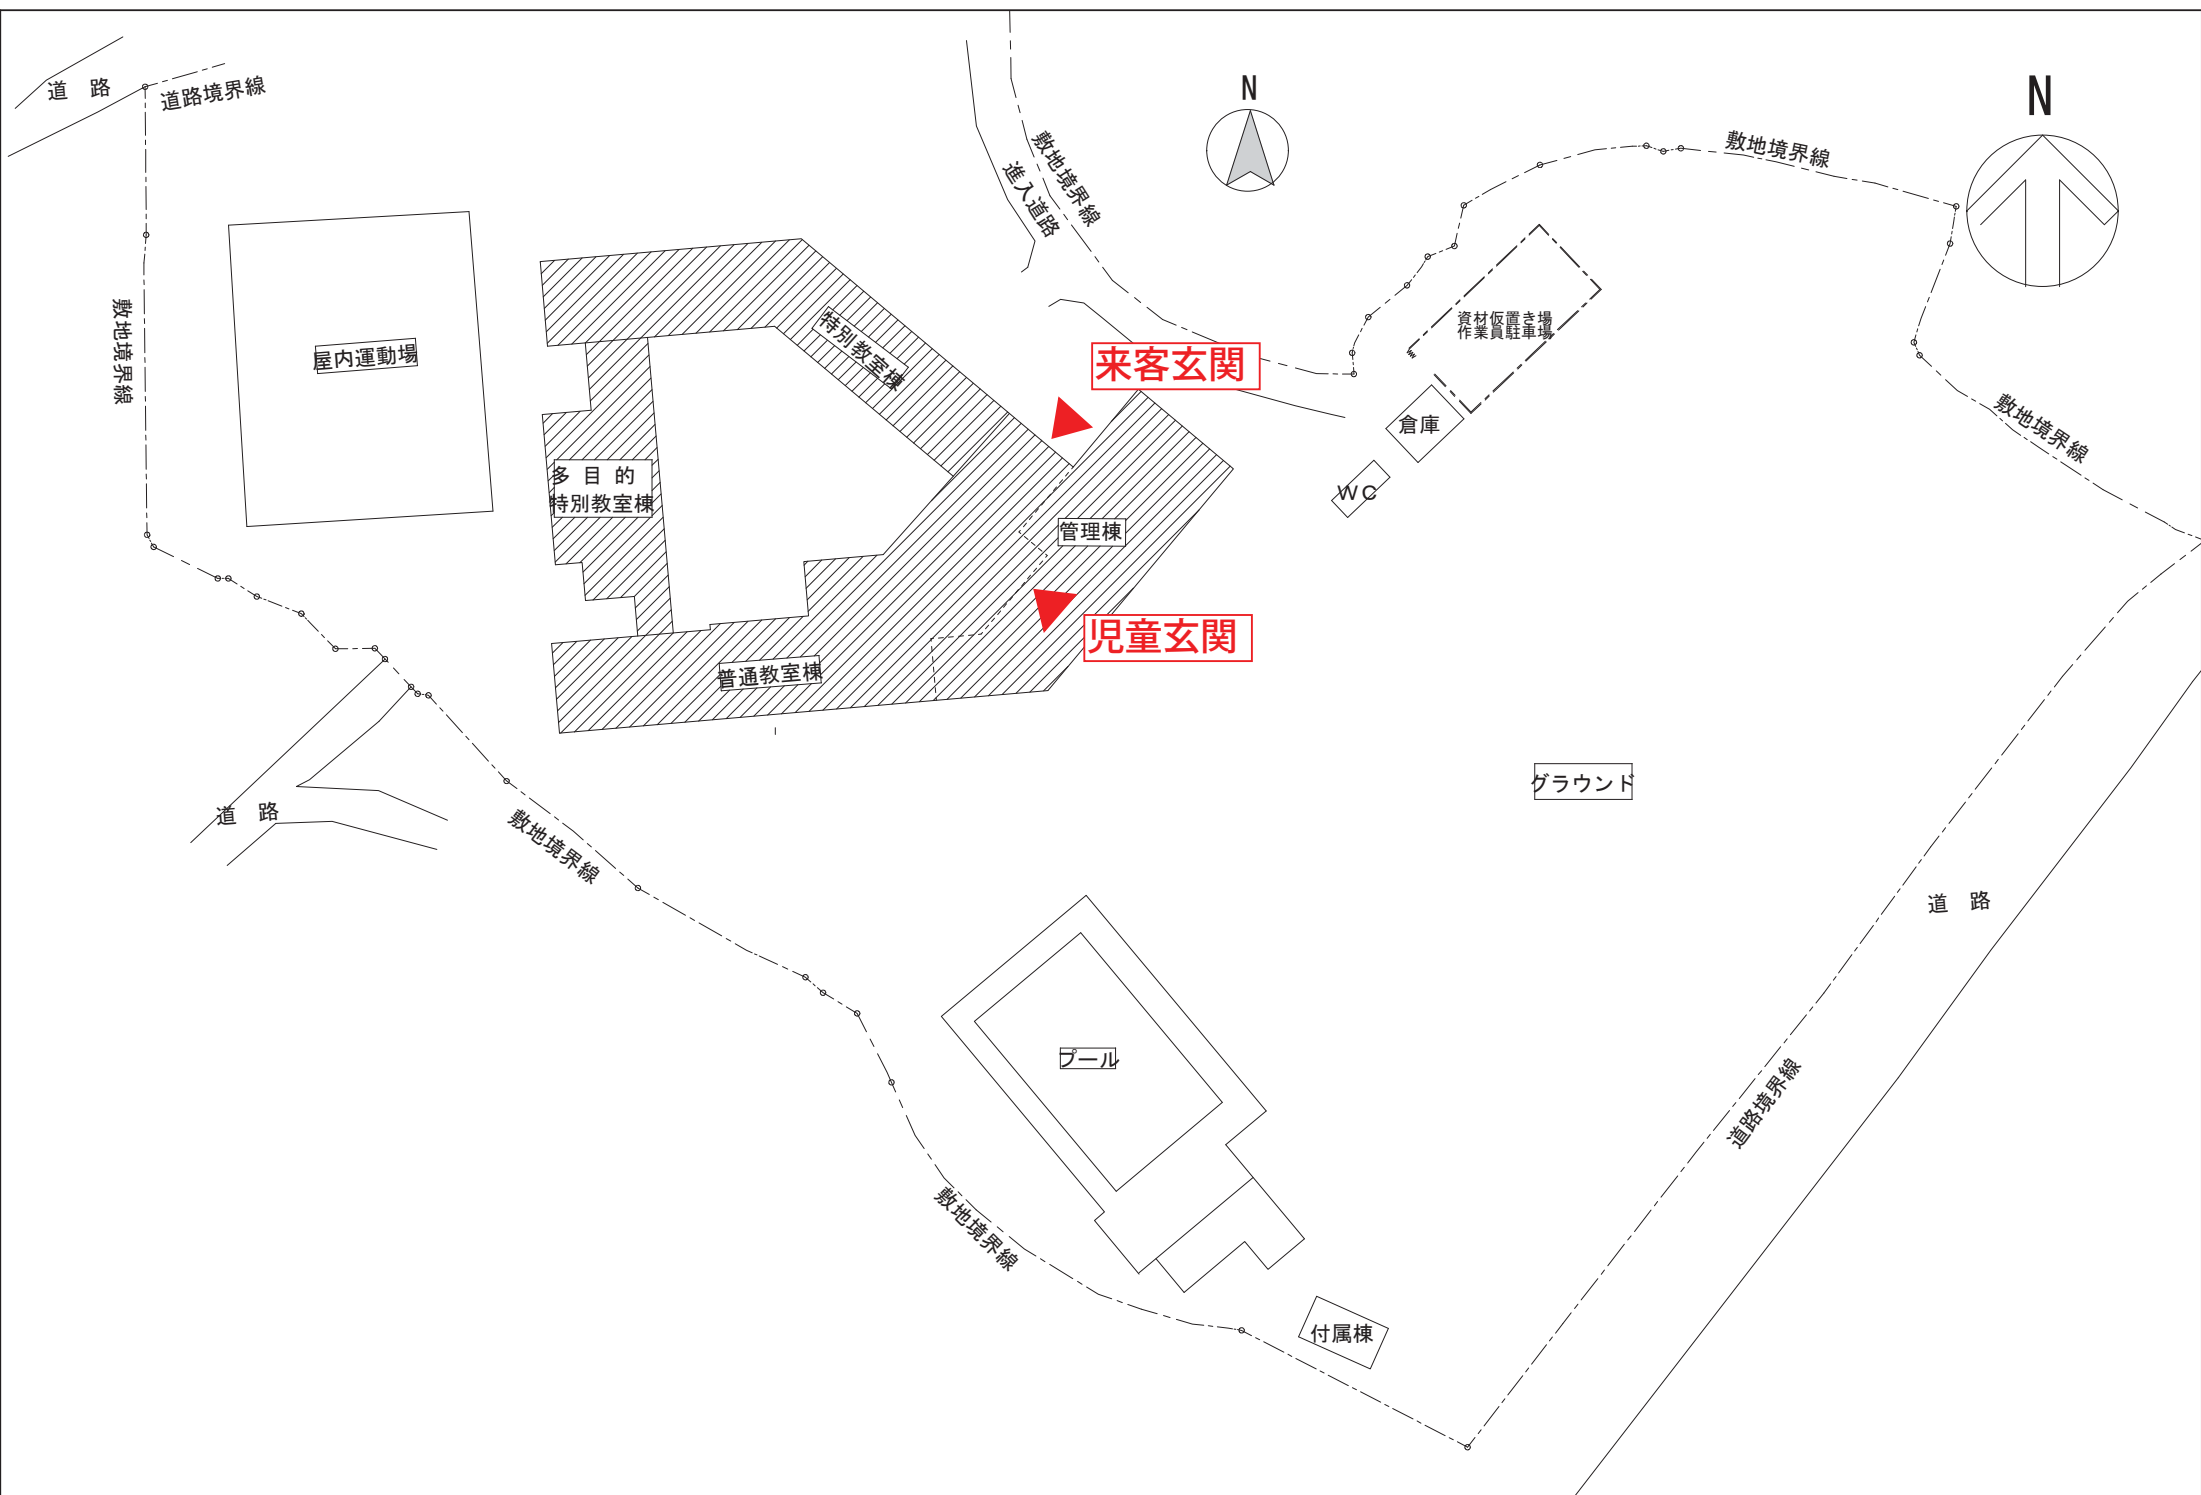 道 路
道路境界線
N
N
敷地境界線
進入道路
敷地境界線
敷地境界線
屋内運動場
特別教室棟
来客玄関
資材仮置き場
作業員駐車場
倉庫
敷地境界線
多 目 的
特別教室棟
WC
管理棟
児童玄関
普通教室棟
グラウンド
道 路
敷地境界線
道 路
プール
道路境界線
敷地境界線
付属棟